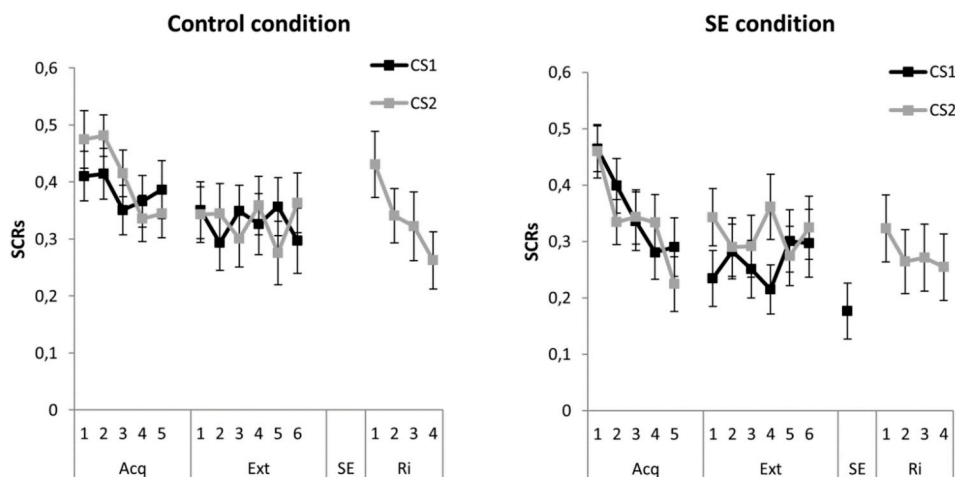 Control condition
CS1
CS2
SCRs
0,6
0,5
0,4
0,3
0,2
0,1
0
1 2 3 4 5 1 2 3 4 5 6 1 2 3 4
Acq Ext SE Ri
SE condition
CS1
CS2
SCRs
0,6
0,5
0,4
0,3
0,2
0,1
0
1 2 3 4 5 1 2 3 4 5 6 1 2 3 4
Acq Ext SE Ri